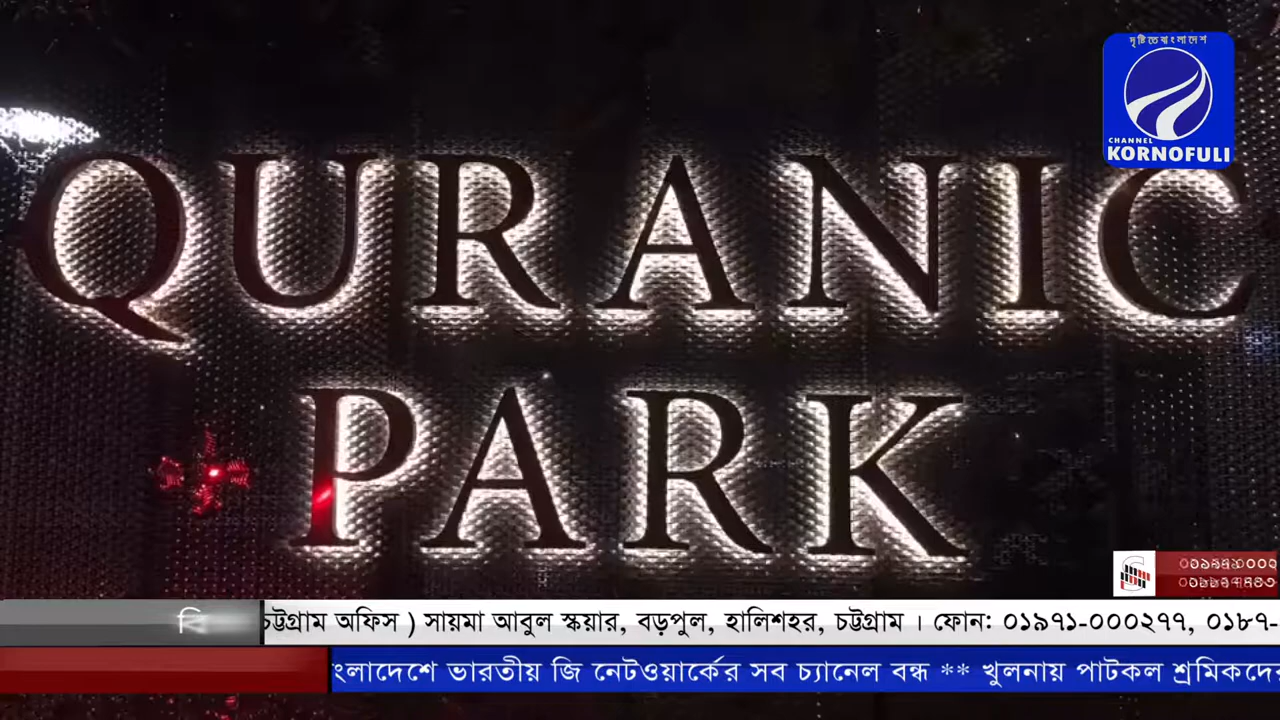 সৃষ্টিতে বাংলাদেশ
CHANNEL
KORNOFULI
QURANIC
PARK
বি
চট্টগ্রাম অফিস ) সায়মা আবুল স্কয়ার, বড়পুল, হালিশহর, চট্টগ্রাম । ফোন: ০১৯৭১-০০০২৭৭, ০১৮৭-
ংলাদেশে ভারতীয় জি নেটওয়ার্কের সব চ্যানেল বন্ধ ** খুলনায় পাটকল শ্রমিকদের